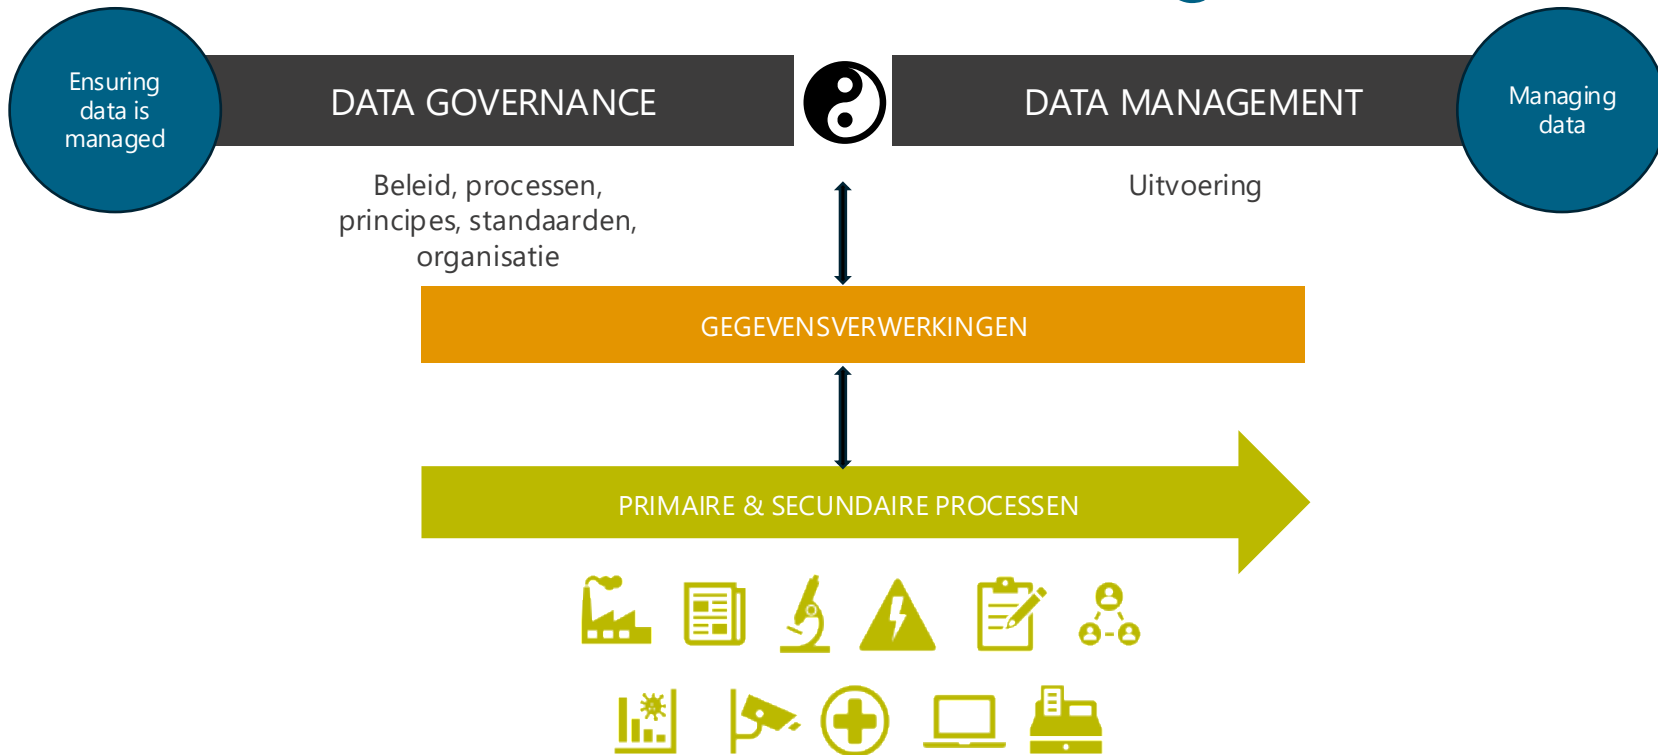 Ensuring
data is
managed
DATA GOVERNANCE
DATA MANAGEMENT
Managing
data
Beleid, processen,
principes, standaarden,
organisatie
Uitvoering
GEGEVENSVERWERKINGEN
PRIMAIRE & SECUNDAIRE PROCESSEN